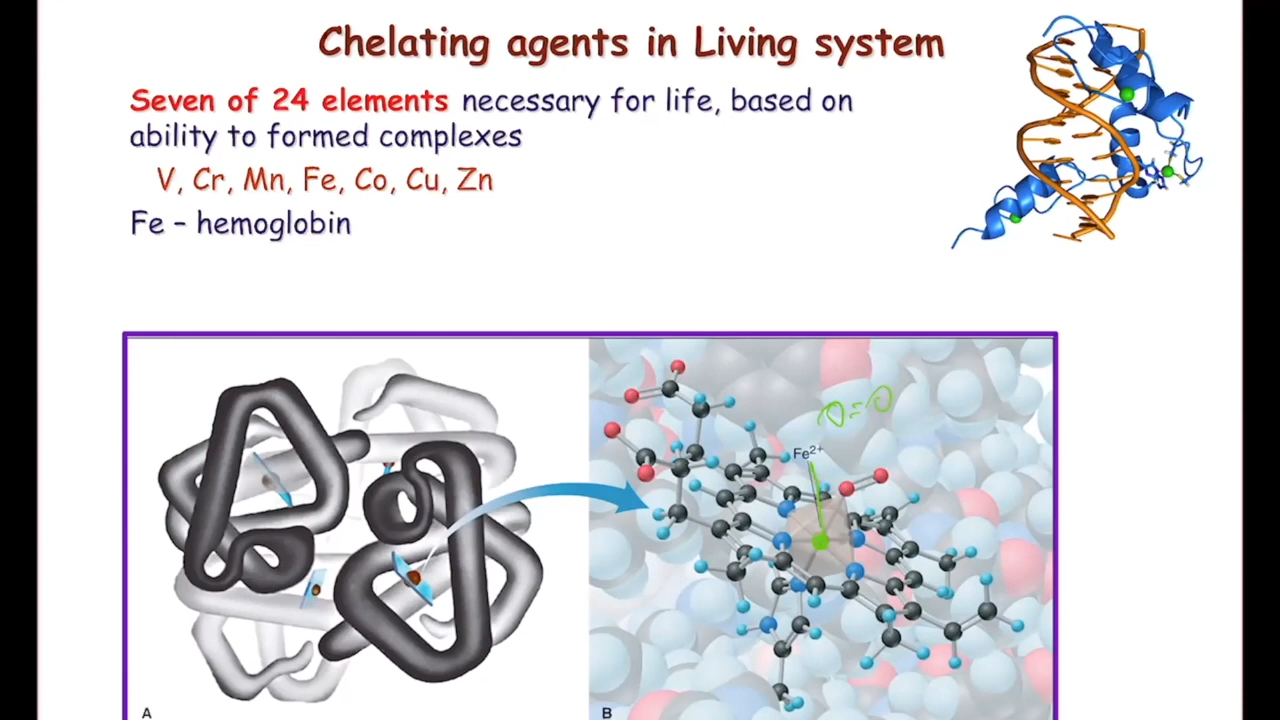 Chelating agents in Living system
Seven of 24 elements necessary for life, based on
ability to formed complexes
V, Cr, Mn, Fe, Co, Cu, Zn
Fe – hemoglobin
O=O
Fe²⁺
A
B